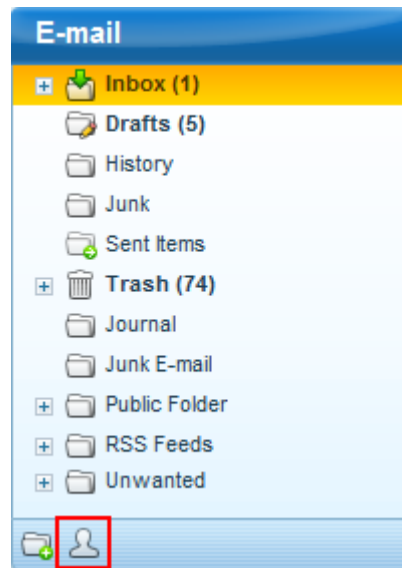 E-mail
Inbox (1)
Drafts (5)
History
Junk
Sent Items
Trash (74)
Journal
Junk E-mail
Public Folder
RSS Feeds
Unwanted